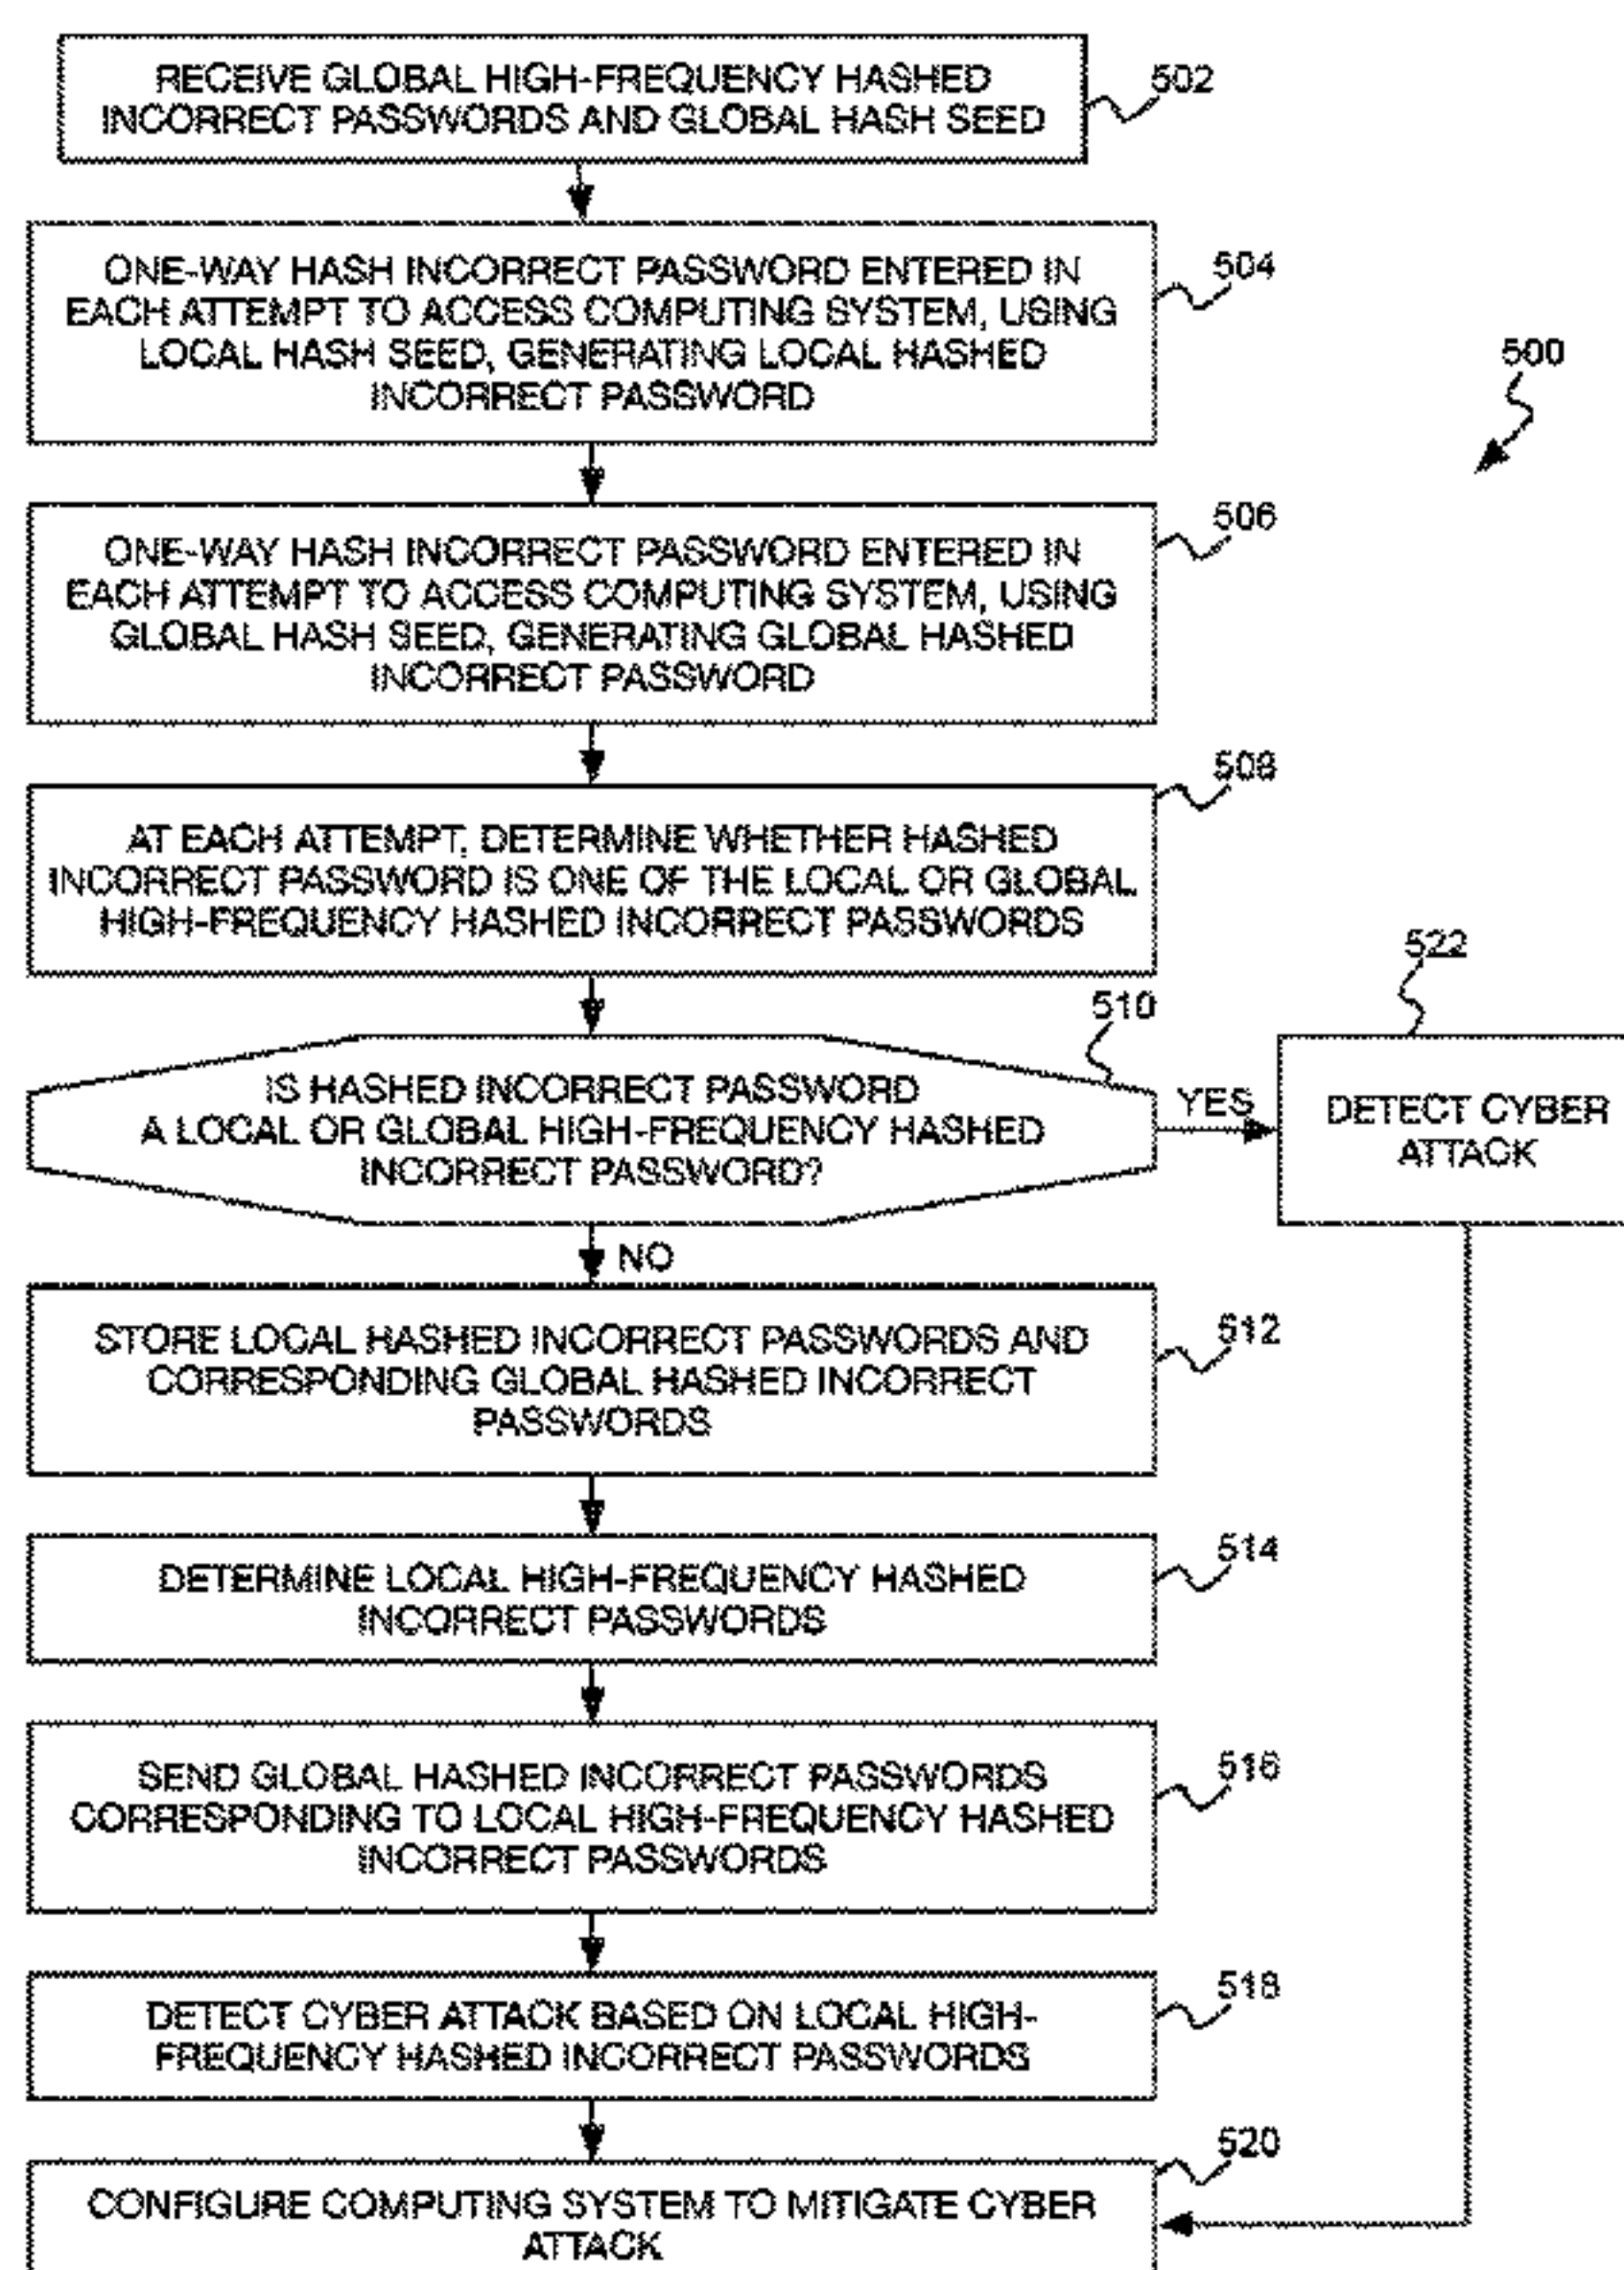 RECEIVE GLOBAL HIGH-FREQUENCY HASHED
INCORRECT PASSWORDS AND GLOBAL HASH SEED
502
ONE-WAY HASH INCORRECT PASSWORD ENTERED IN
EACH ATTEMPT TO ACCESS COMPUTING SYSTEM, USING
LOCAL HASH SEED, GENERATING LOCAL HASHED
INCORRECT PASSWORD
504
500
ONE-WAY HASH INCORRECT PASSWORD ENTERED IN
EACH ATTEMPT TO ACCESS COMPUTING SYSTEM, USING
GLOBAL HASH SEED, GENERATING GLOBAL HASHED
INCORRECT PASSWORD
506
AT EACH ATTEMPT, DETERMINE WHETHER HASHED
INCORRECT PASSWORD IS ONE OF THE LOCAL OR GLOBAL
HIGH-FREQUENCY HASHED INCORRECT PASSWORDS
508
IS HASHED INCORRECT PASSWORD
A LOCAL OR GLOBAL HIGH-FREQUENCY HASHED
INCORRECT PASSWORD?
510
YES
DETECT CYBER
ATTACK
522
NO
STORE LOCAL HASHED INCORRECT PASSWORDS AND
CORRESPONDING GLOBAL HASHED INCORRECT
PASSWORDS
512
DETERMINE LOCAL HIGH-FREQUENCY HASHED
INCORRECT PASSWORDS
514
SEND GLOBAL HASHED INCORRECT PASSWORDS
CORRESPONDING TO LOCAL HIGH-FREQUENCY HASHED
INCORRECT PASSWORDS
516
DETECT CYBER ATTACK BASED ON LOCAL HIGH-
FREQUENCY HASHED INCORRECT PASSWORDS
518
CONFIGURE COMPUTING SYSTEM TO MITIGATE CYBER
ATTACK
520